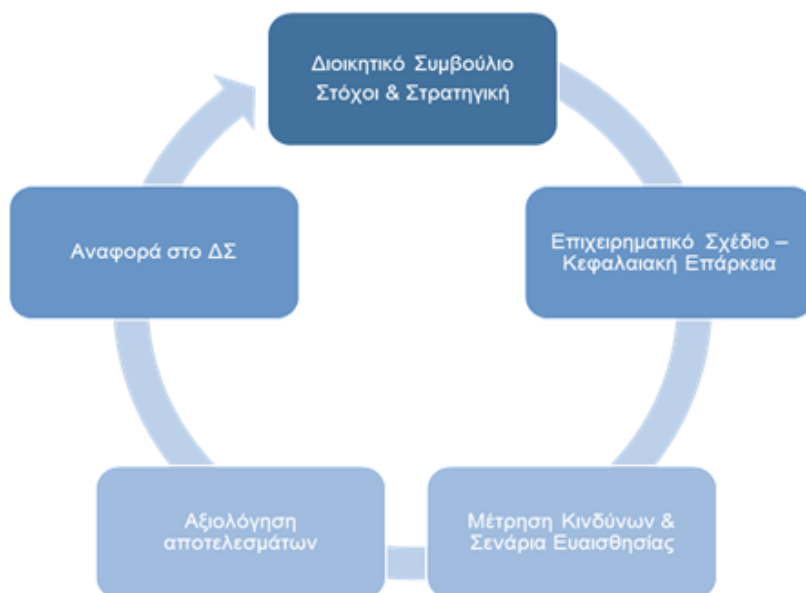 Διοικητικό Συμβούλιο
Στόχοι & Στρατηγική
Επιχειρηματικό Σχέδιο –
Κεφαλαιακή Επάρκεια
Μέτρηση Κινδύνων &
Σενάρια Ευαισθησίας
Αξιολόγηση
αποτελεσμάτων
Αναφορά στο ΔΣ